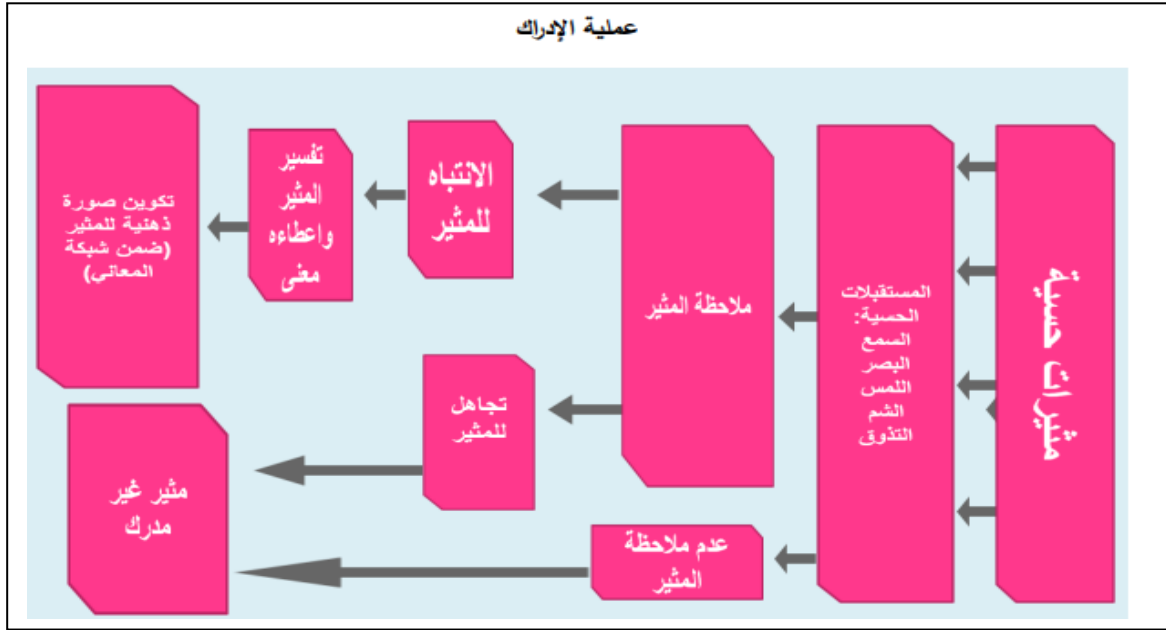 عملية الإدراك
مثيرات حسية
المستقبلات
الحسية:
السمع
البصر
اللمس
الشم
التذوق
ملاحظة المثير
عدم ملاحظة
المثير
الانتباه
للمثير
تجاهل
للمثير
تفسير
المثير
واعطاءه
معنى
تكوين صورة
ذهنية للمثير
(ضمن شبكة
المعاني)
مثير غير
مدرك